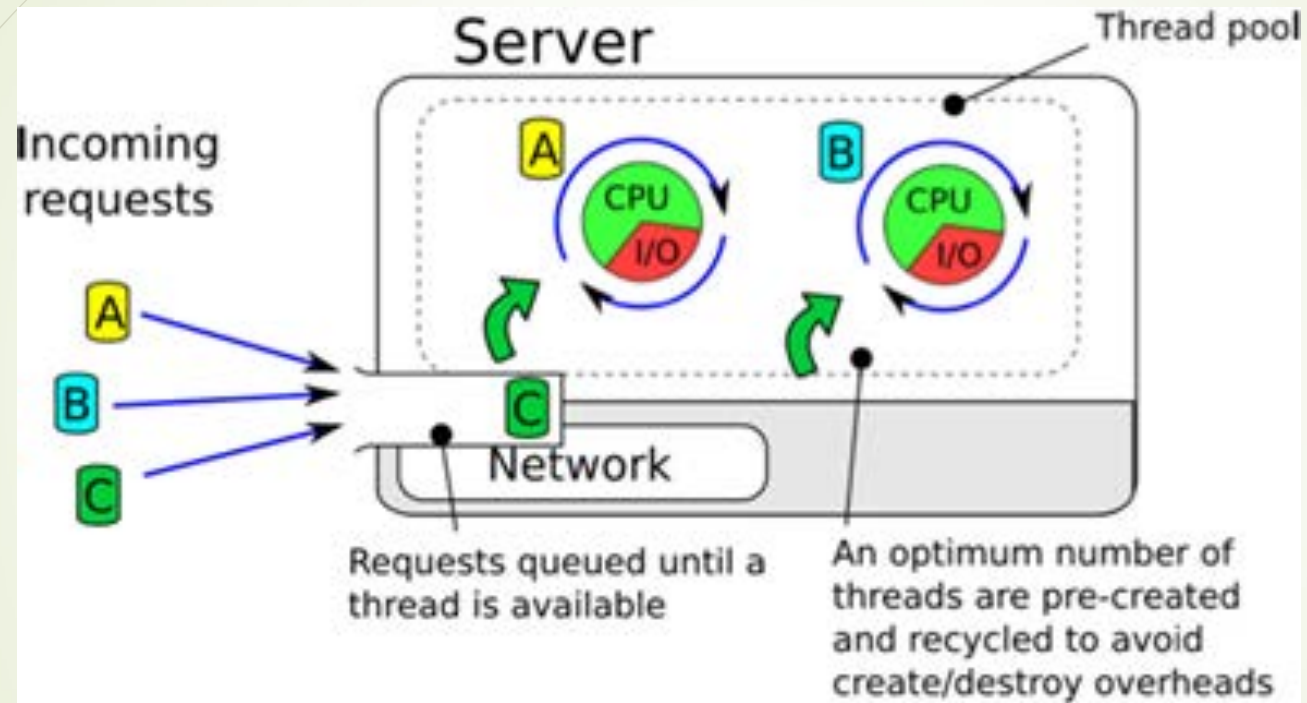 Server
Thread pool
Incoming
requests
A
B
CPU
I/O
CPU
I/O
A
B
C
C
Network
Requests queued until a
thread is available
An optimum number of
threads are pre-created
and recycled to avoid
create/destroy overheads